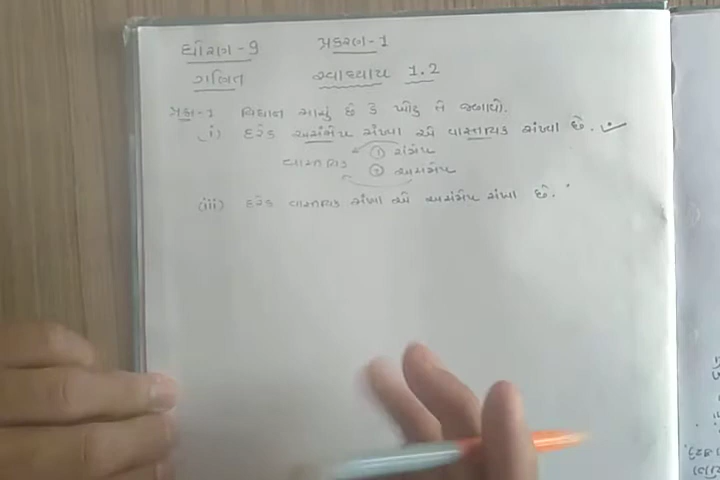 ધોરણ-9 પ્રકરણ-1
ગણિત સ્વાધ્યાય 1.2
પ્રશ્ન-1 વિધાન સાચું છે કે ખોટું તે જણાવો.
(i) દરેક અસંમેય સંખ્યા એ વાસ્તવિક સંખ્યા છે. ✓
વાસ્તવિક ① સંમેય
② અસંમેય
(iii) દરેક વાસ્તવિક સંખ્યા એ અસંમેય સંખ્યા છે.